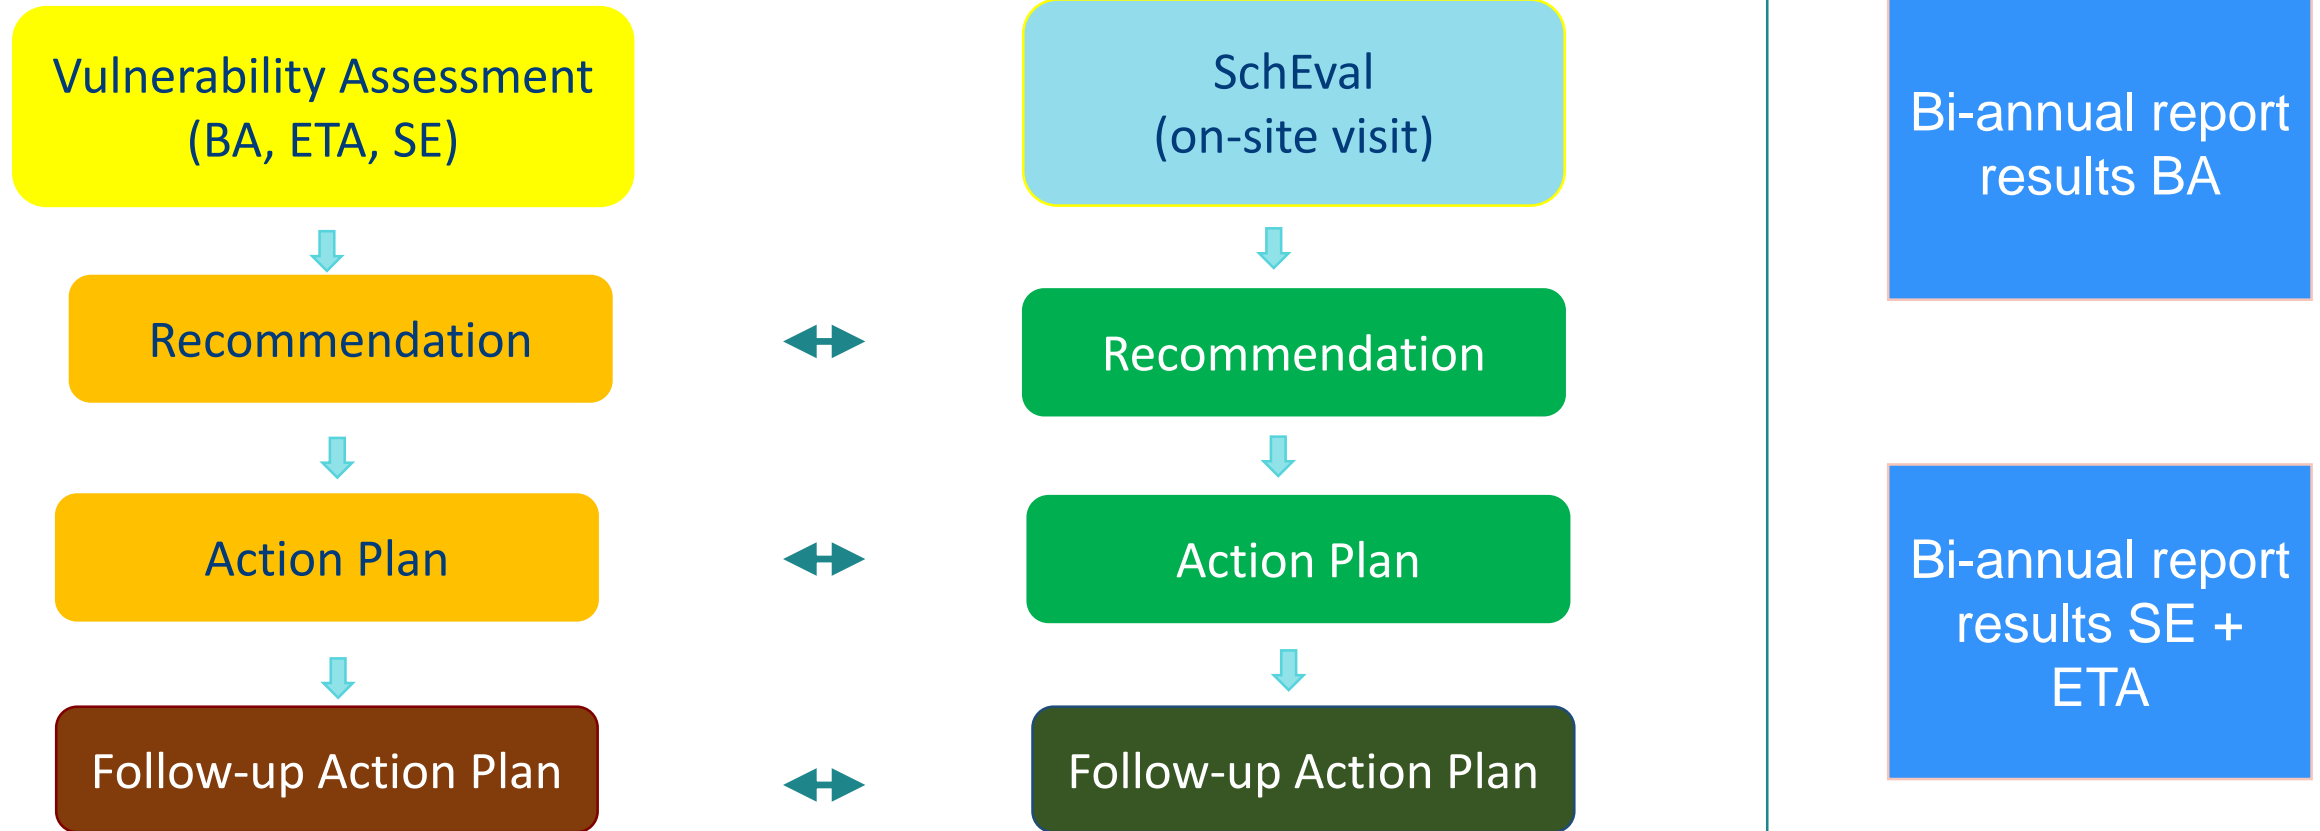 Vulnerability Assessment
(BA, ETA, SE)
Recommendation
Action Plan
Follow-up Action Plan
SchEval
(on-site visit)
Recommendation
Action Plan
Follow-up Action Plan
Bi-annual report
results BA
Bi-annual report
results SE +
ETA